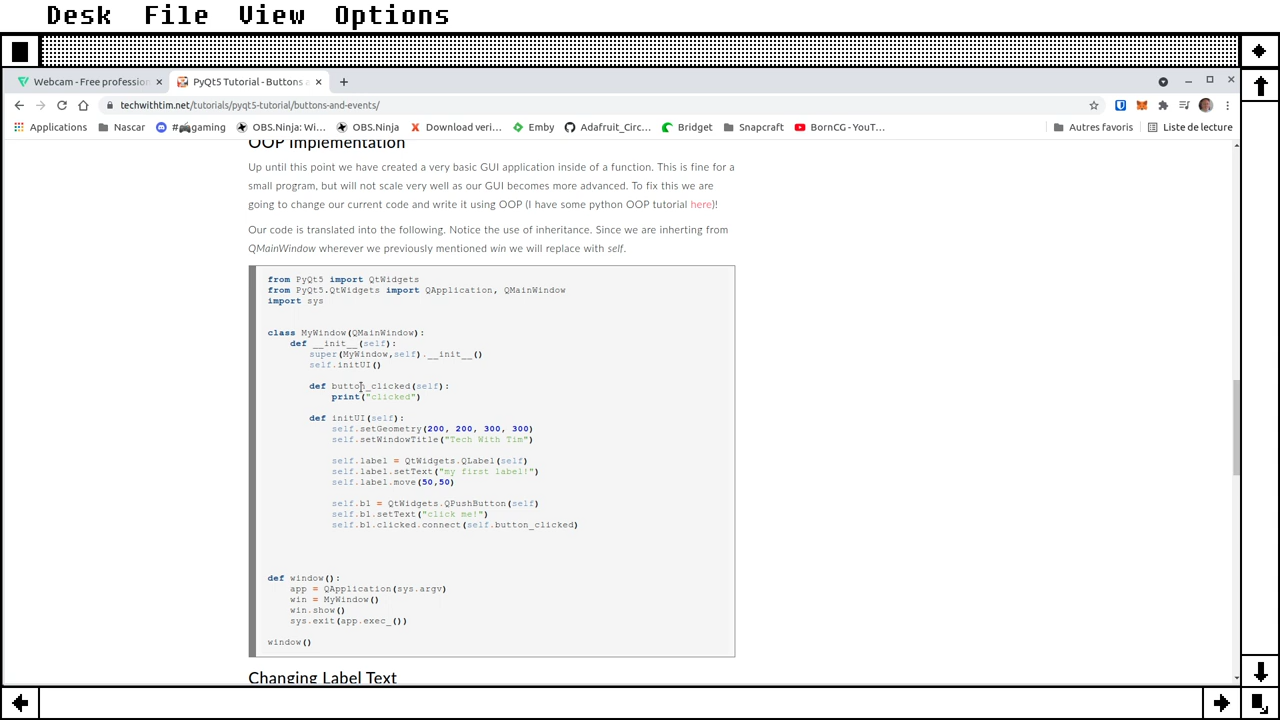 Desk File View Options
Webcam - Free profession
PyQt5 Tutorial - Buttons a
techwithtim.net/tutorials/pyqt5-tutorial/buttons-and-events/
Applications Nascar #🎮gaming OBS.Ninja: Wi... OBS.Ninja Download veri... Emby Adafruit_Circ... Bridget Snapcraft BornCG - YouT... Autres favoris Liste de lecture
OOP Implementation
Up until this point we have created a very basic GUI application inside of a function. This is fine for a
small program, but will not scale very well as our GUI becomes more advanced. To fix this we are
going to change our current code and write it using OOP (I have some python OOP tutorial here)!
Our code is translated into the following. Notice the use of inheritance. Since we are inherting from
QMainWindow wherever we previously mentioned win we will replace with self.
from PyQt5 import QtWidgets
from PyQt5.QtWidgets import QApplication, QMainWindow
import sys
class MyWindow(QMainWindow):
def __init__(self):
super(MyWindow,self).__init__()
self.initUI()
def button_clicked(self):
print("clicked")
def initUI(self):
self.setGeometry(200, 200, 300, 300)
self.setWindowTitle("Tech With Tim")
self.label = QtWidgets.QLabel(self)
self.label.setText("my first label!")
self.label.move(50,50)
self.b1 = QtWidgets.QPushButton(self)
self.b1.setText("click me!")
self.b1.clicked.connect(self.button_clicked)
def window():
app = QApplication(sys.argv)
win = MyWindow()
win.show()
sys.exit(app.exec_())
window()
Changing Label Text